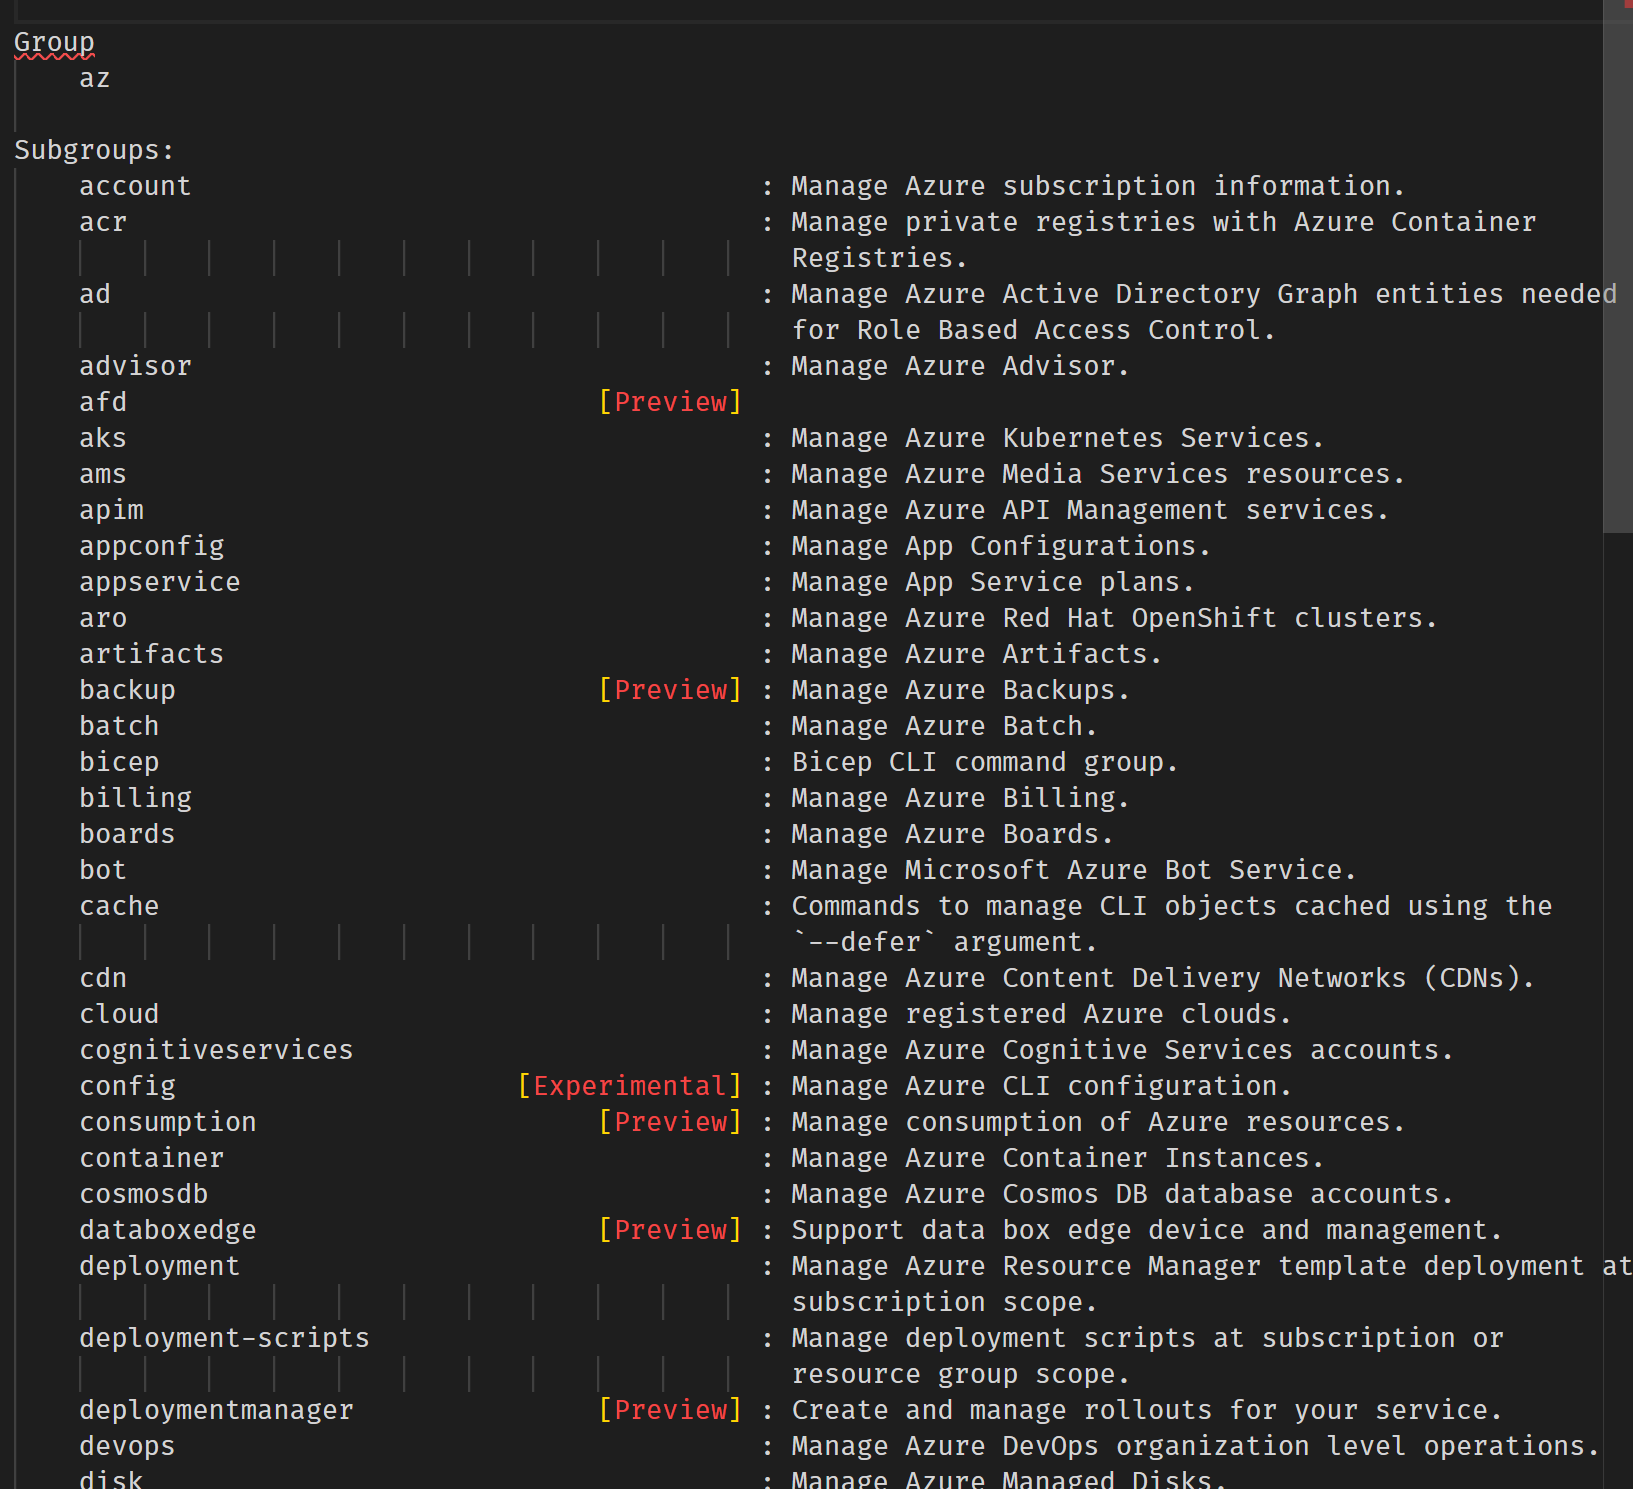 Group
    az

Subgroups:
    account                                   : Manage Azure subscription information.
    acr                                       : Manage private registries with Azure Container
                                                Registries.
    ad                                        : Manage Azure Active Directory Graph entities needed
                                                for Role Based Access Control.
    advisor                                   : Manage Azure Advisor.
    afd                             [Preview]
    aks                                       : Manage Azure Kubernetes Services.
    ams                                       : Manage Azure Media Services resources.
    apim                                      : Manage Azure API Management services.
    appconfig                                 : Manage App Configurations.
    appservice                                : Manage App Service plans.
    aro                                       : Manage Azure Red Hat OpenShift clusters.
    artifacts                                 : Manage Azure Artifacts.
    backup                          [Preview] : Manage Azure Backups.
    batch                                     : Manage Azure Batch.
    bicep                                     : Bicep CLI command group.
    billing                                   : Manage Azure Billing.
    boards                                    : Manage Azure Boards.
    bot                                       : Manage Microsoft Azure Bot Service.
    cache                                     : Commands to manage CLI objects cached using the
                                                `--defer` argument.
    cdn                                       : Manage Azure Content Delivery Networks (CDNs).
    cloud                                     : Manage registered Azure clouds.
    cognitiveservices                         : Manage Azure Cognitive Services accounts.
    config                     [Experimental] : Manage Azure CLI configuration.
    consumption                     [Preview] : Manage consumption of Azure resources.
    container                                 : Manage Azure Container Instances.
    cosmosdb                                  : Manage Azure Cosmos DB database accounts.
    databoxedge                     [Preview] : Support data box edge device and management.
    deployment                                : Manage Azure Resource Manager template deployment at
                                                subscription scope.
    deployment-scripts                        : Manage deployment scripts at subscription or
                                                resource group scope.
    deploymentmanager               [Preview] : Create and manage rollouts for your service.
    devops                                    : Manage Azure DevOps organization level operations.
    disk                                      : Manage Azure Managed Disks.